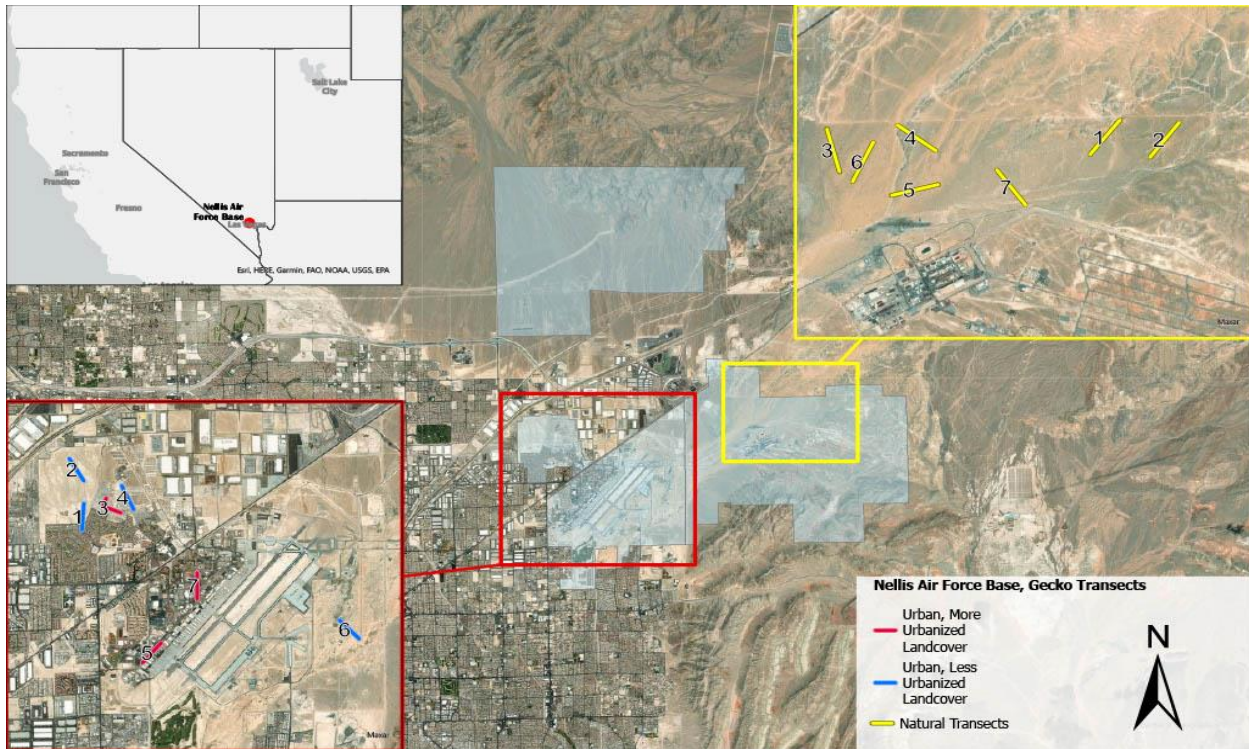 Salt Lake
City
Sacramento
San
Francisco
Fresno
Nellis Air
Force Base
Las Vegas
Esri, HERE, Garmin, FAO, NOAA, USGS, EPA
1
2
3
4
6
5
7
Maxar
2
4
3
1
7
6
5
Maxar
Nellis Air Force Base, Gecko Transects
Urban, More
Urbanized
Landcover
Urban, Less
Urbanized
Landcover
Natural Transects
N